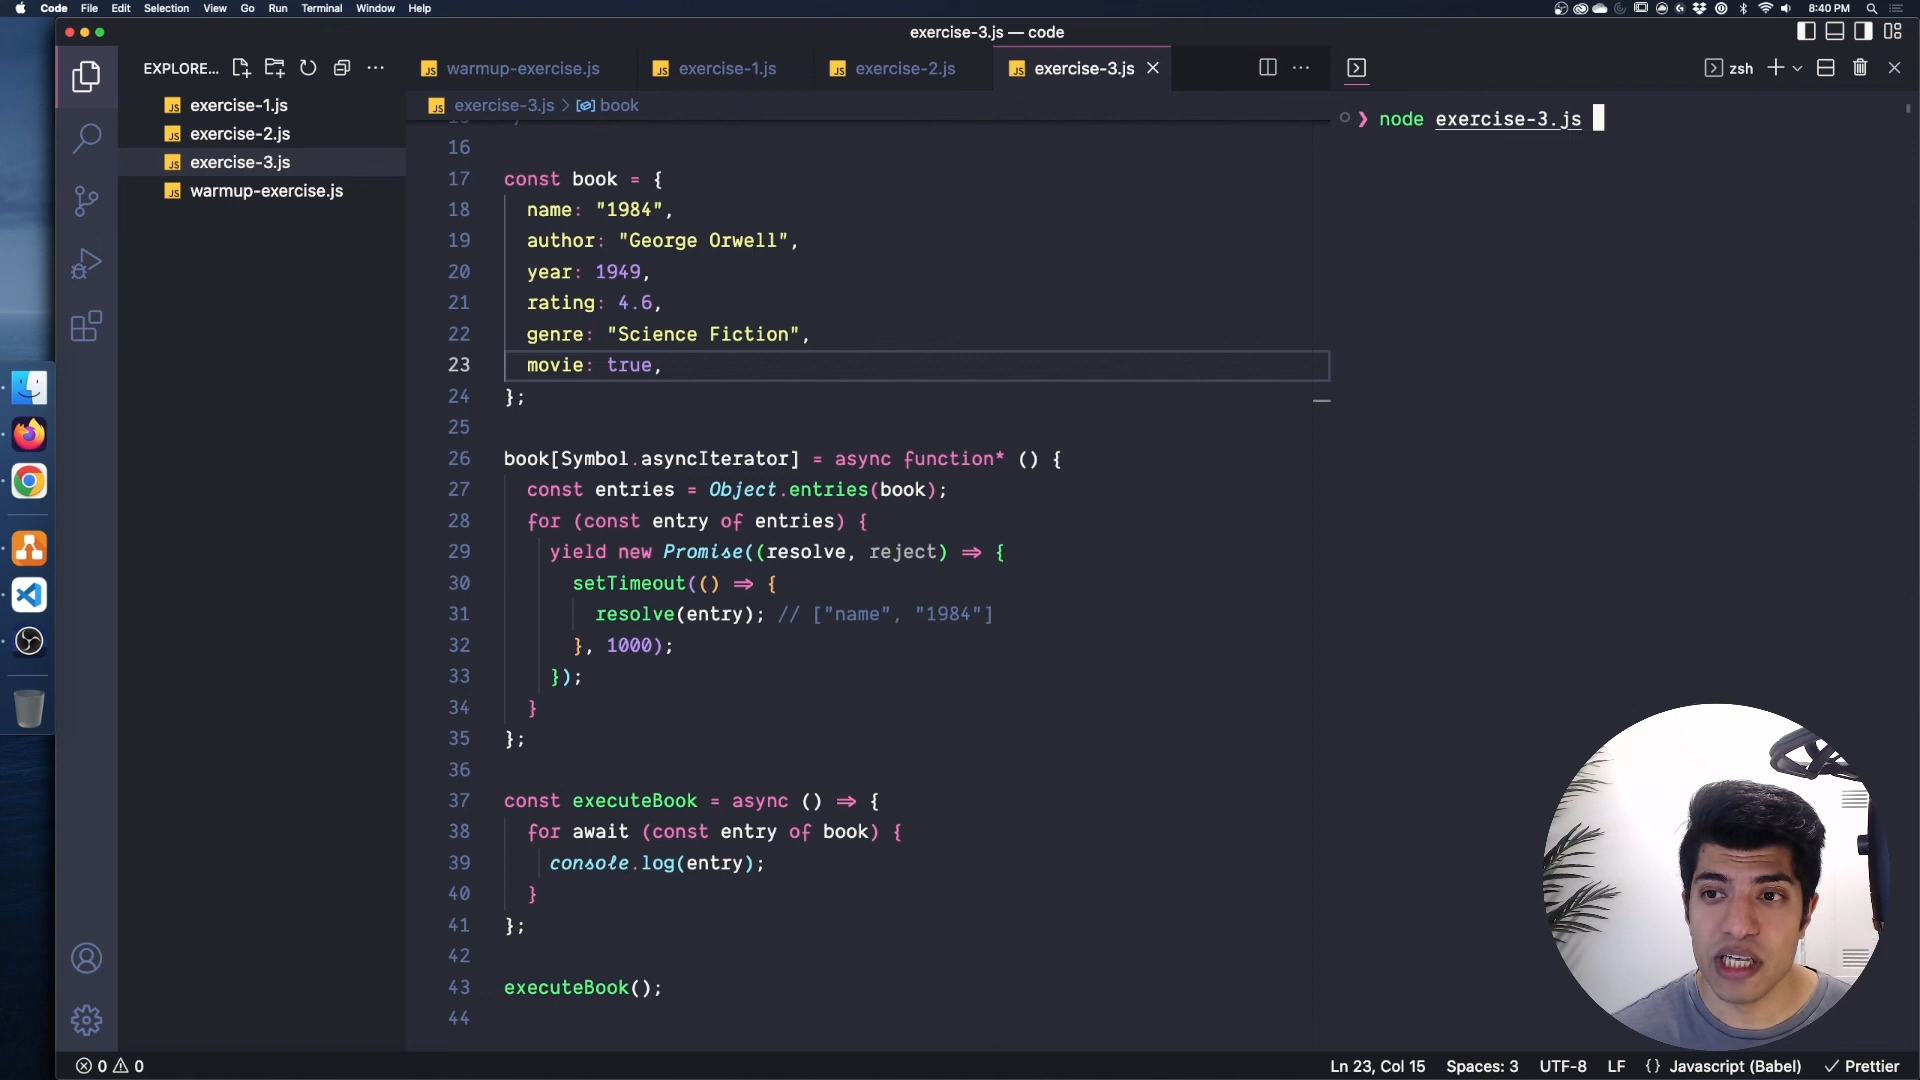 Code File Edit Selection View Go Run Terminal Window Help 8:40 PM
exercise-3.js — code
EXPLORE...
exercise-1.js
exercise-2.js
exercise-3.js
warmup-exercise.js
warmup-exercise.js exercise-1.js exercise-2.js exercise-3.js
exercise-3.js > book
16
17 const book = {
18 name: "1984",
19 author: "George Orwell",
20 year: 1949,
21 rating: 4.6,
22 genre: "Science Fiction",
23 movie: true,
24 };
25
26 book[Symbol.asyncIterator] = async function* () {
27 const entries = Object.entries(book);
28 for (const entry of entries) {
29 yield new Promise((resolve, reject) => {
30 setTimeout(() => {
31 resolve(entry); // ["name", "1984"]
32 }, 1000);
33 });
34 }
35 };
36
37 const executeBook = async () => {
38 for await (const entry of book) {
39 console.log(entry);
40 }
41 };
42
43 executeBook();
44
zsh
❯ node exercise-3.js
0 0 Ln 23, Col 15 Spaces: 3 UTF-8 LF {} Javascript (Babel) ✓ Prettier